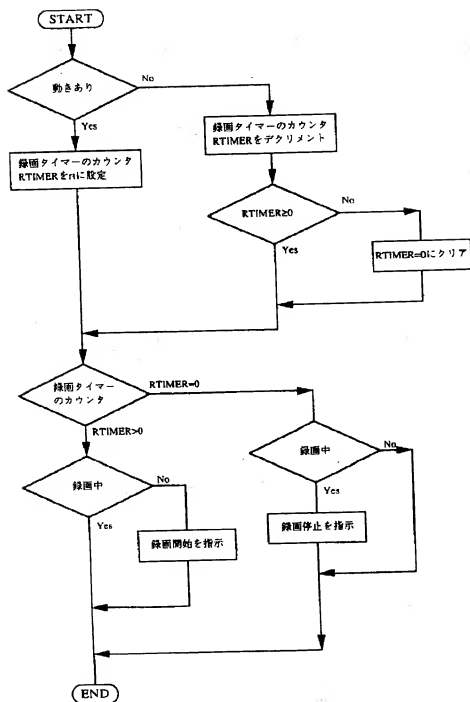 START
動きあり
No
Yes
録画タイマーのカウンタ
RTIMERをrtに設定
録画タイマーのカウンタ
RTIMERをデクリメント
RTIMER≥0
No
Yes
RTIMER=0にクリア
録画タイマー
のカウンタ
RTIMER=0
RTIMER>0
録画中
No
Yes
録画開始を指示
録画中
No
Yes
録画停止を指示
END